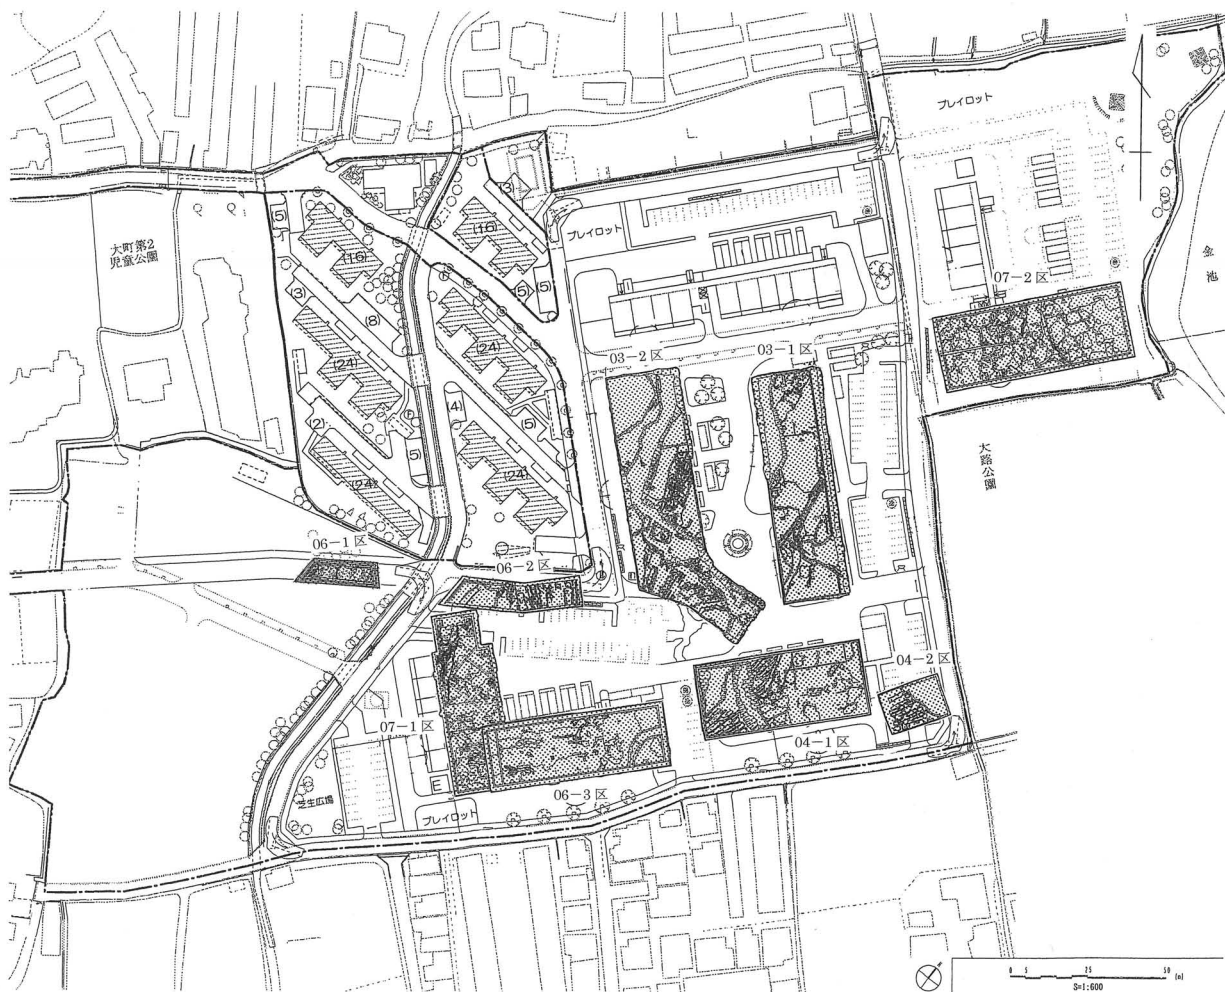 プレイロット
(3)
(16)
プレイロット
大町第2
児童公園
(5)
(16)
金池
07-2区
(3)
(8)
(5)
(5)
(24)
(24)
03-2区
03-1区
(4)
(5)
(2)
(24)
(24)
(5)
大路公園
06-1区
06-2区
04-2区
07-1区
04-1区
E
06-3区
芝生広場
プレイロット
0 5 25 50 (m)
S=1:600